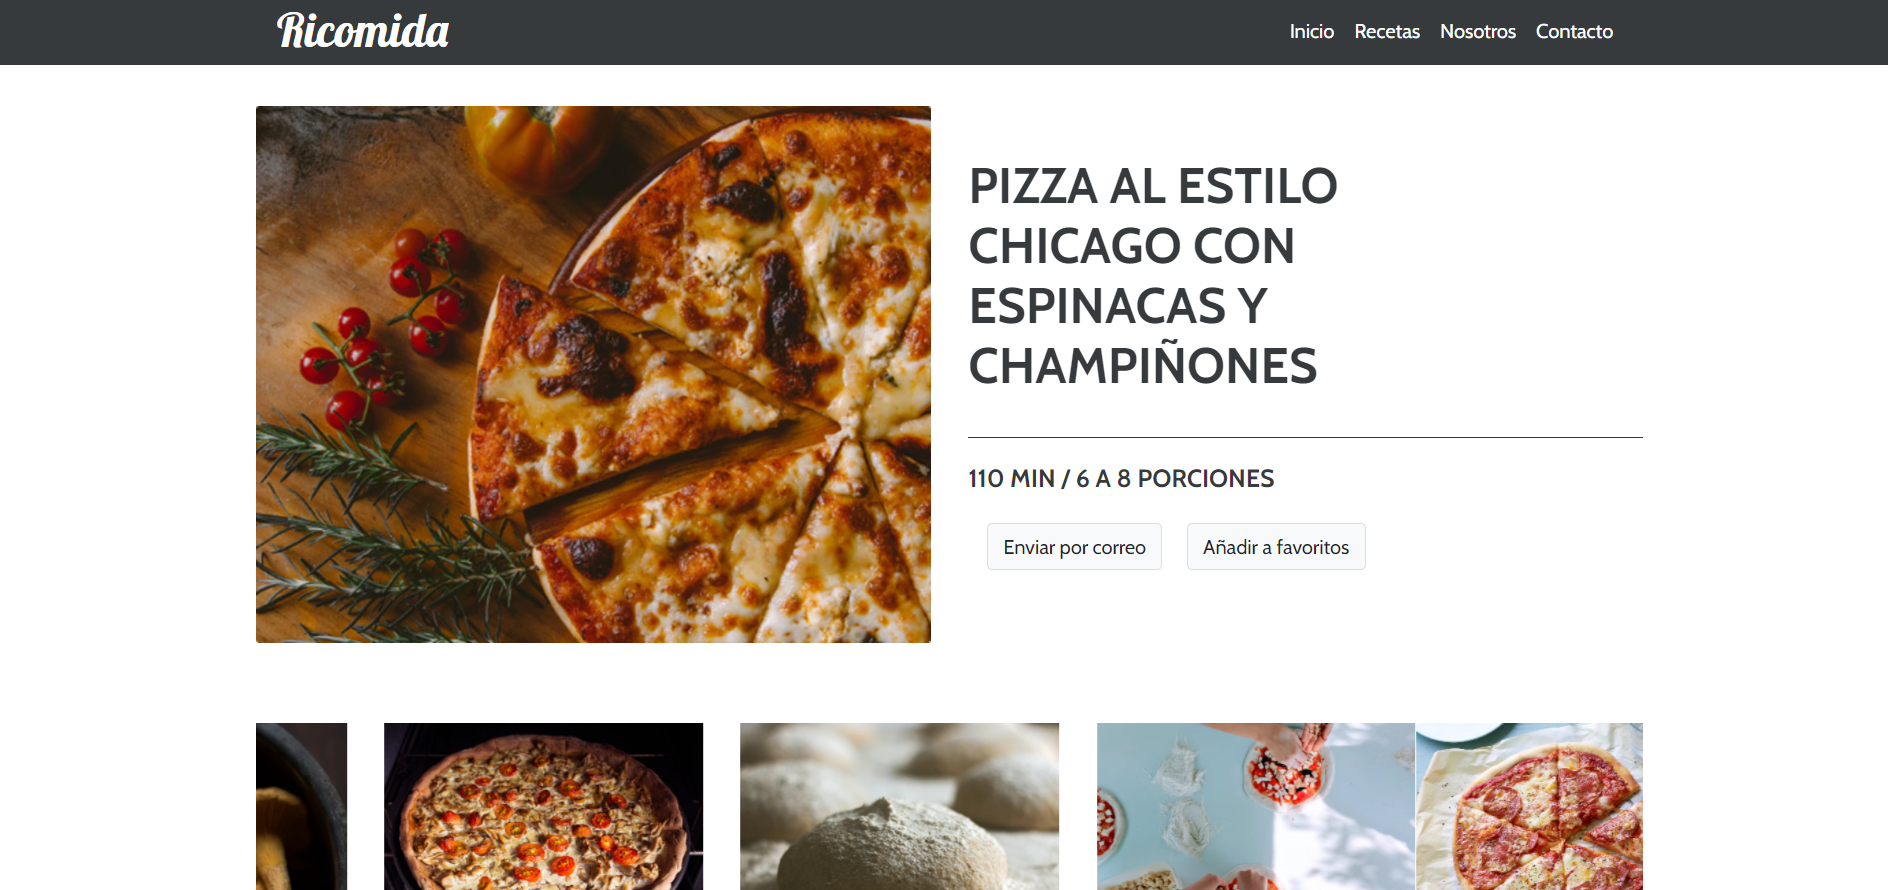 Ricomida
Inicio Recetas Nosotros Contacto
PIZZA AL ESTILO
CHICAGO CON
ESPINACAS Y
CHAMPIÑONES
110 MIN / 6 A 8 PORCIONES
Enviar por correo Añadir a favoritos